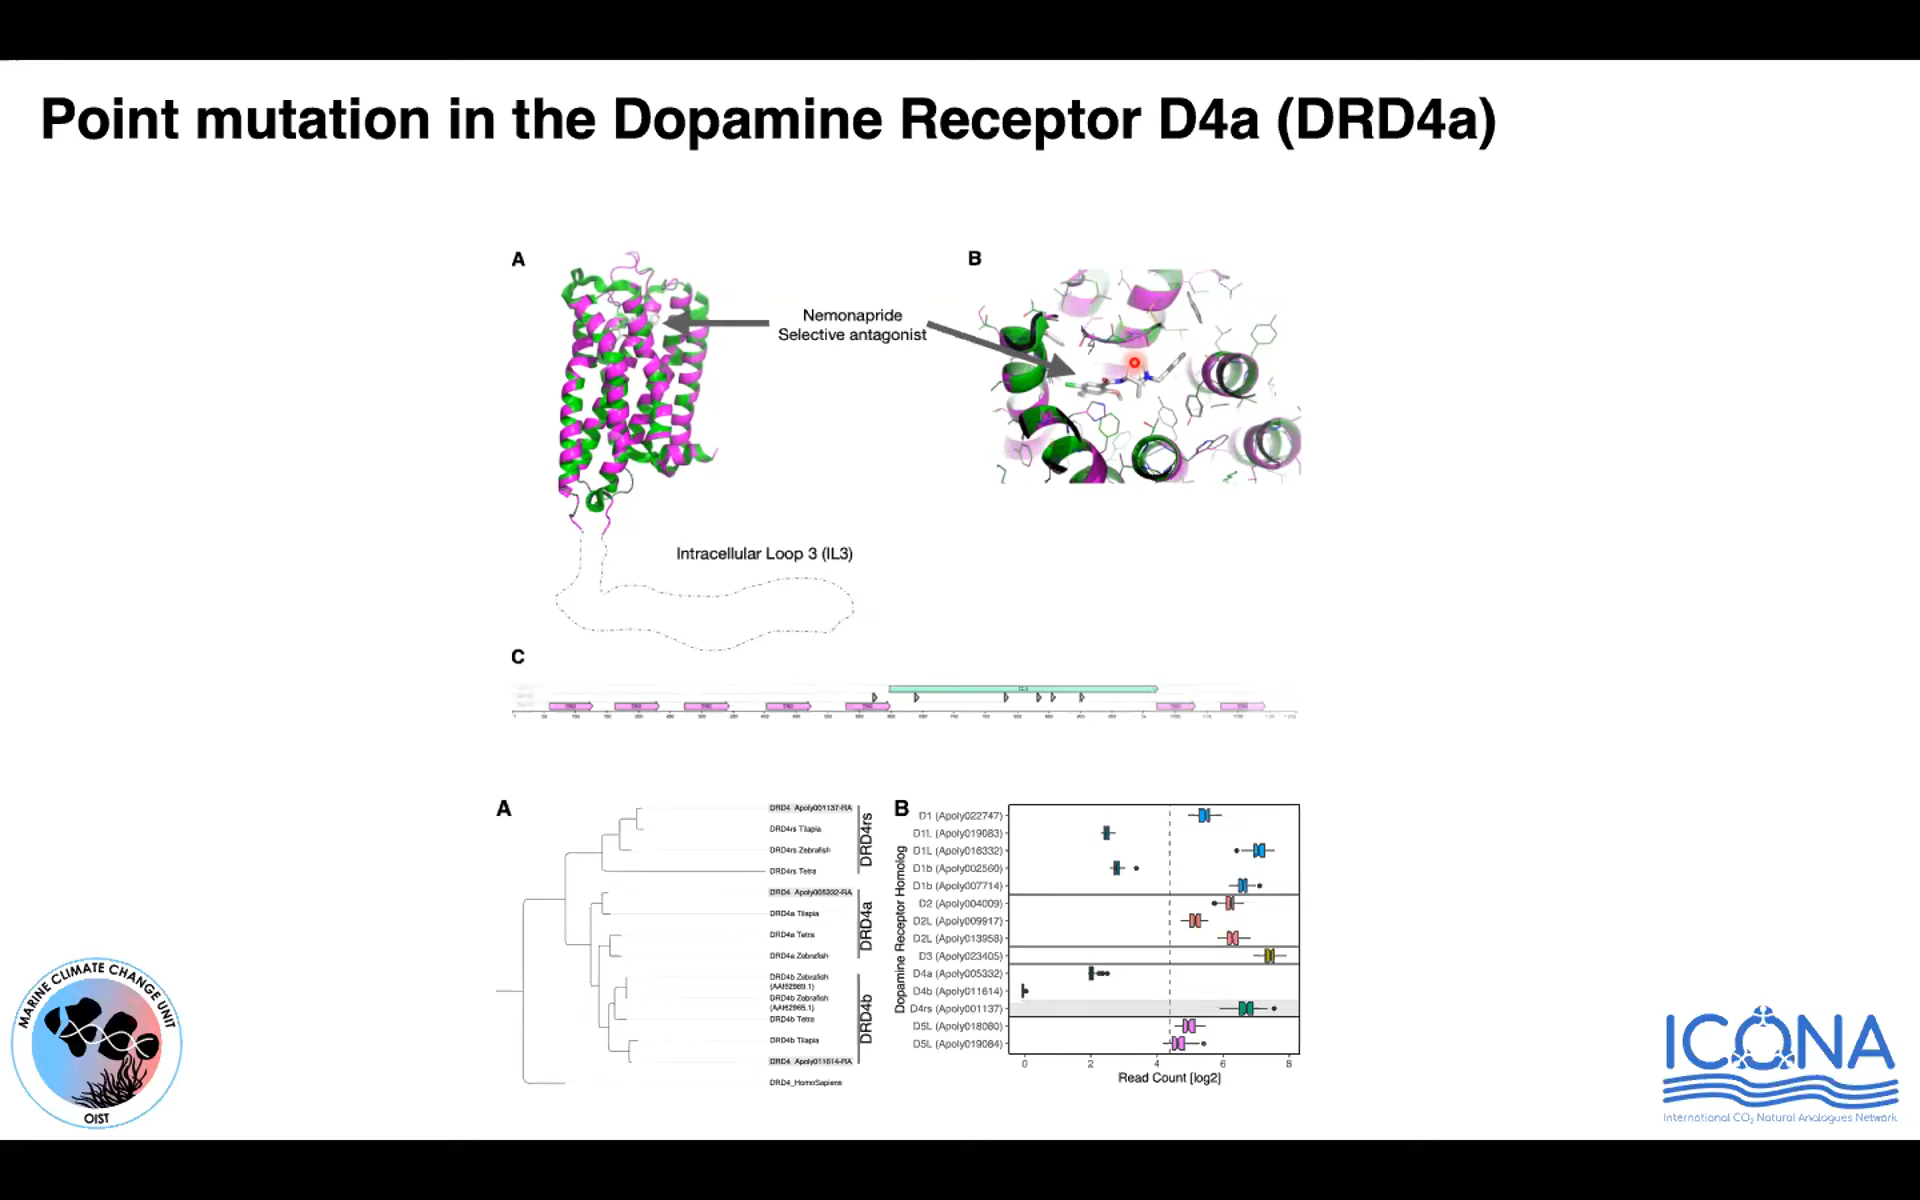 Point mutation in the Dopamine Receptor D4a (DRD4a)
A
B
Nemonapride
Selective antagonist
Intracellular Loop 3 (IL3)
C
A
DRD4 Apoly001137-RA
DRD4rs Tilapia
DRD4rs Zebrafish
DRD4rs Tetra
DRD4 Apoly005332-RA
DRD4a Tilapia
DRD4a Tetra
DRD4a Zebrafish
DRD4b Zebrafish
DRD4b Zebrafish
DRD4b Tetra
DRD4b Tilapia
DRD4 Apoly011614-RA
DRD4_HomoSapiens
DRD4rs
DRD4a
DRD4b
B
Dopamine Receptor Homolog
D1 (Apoly022747)
D1L (Apoly019083)
D1L (Apoly016332)
D1b (Apoly002560)
D1b (Apoly007714)
D2 (Apoly004009)
D2L (Apoly009917)
D2L (Apoly013958)
D3 (Apoly023405)
D4a (Apoly005332)
D4b (Apoly011614)
D4rs (Apoly001137)
D5L (Apoly018080)
D5L (Apoly019084)
0 2 4 6 8
Read Count [log2]
MARINE CLIMATE CHANGE UNIT
OIST
ICONA
International CO₂ Natural Analogues Network